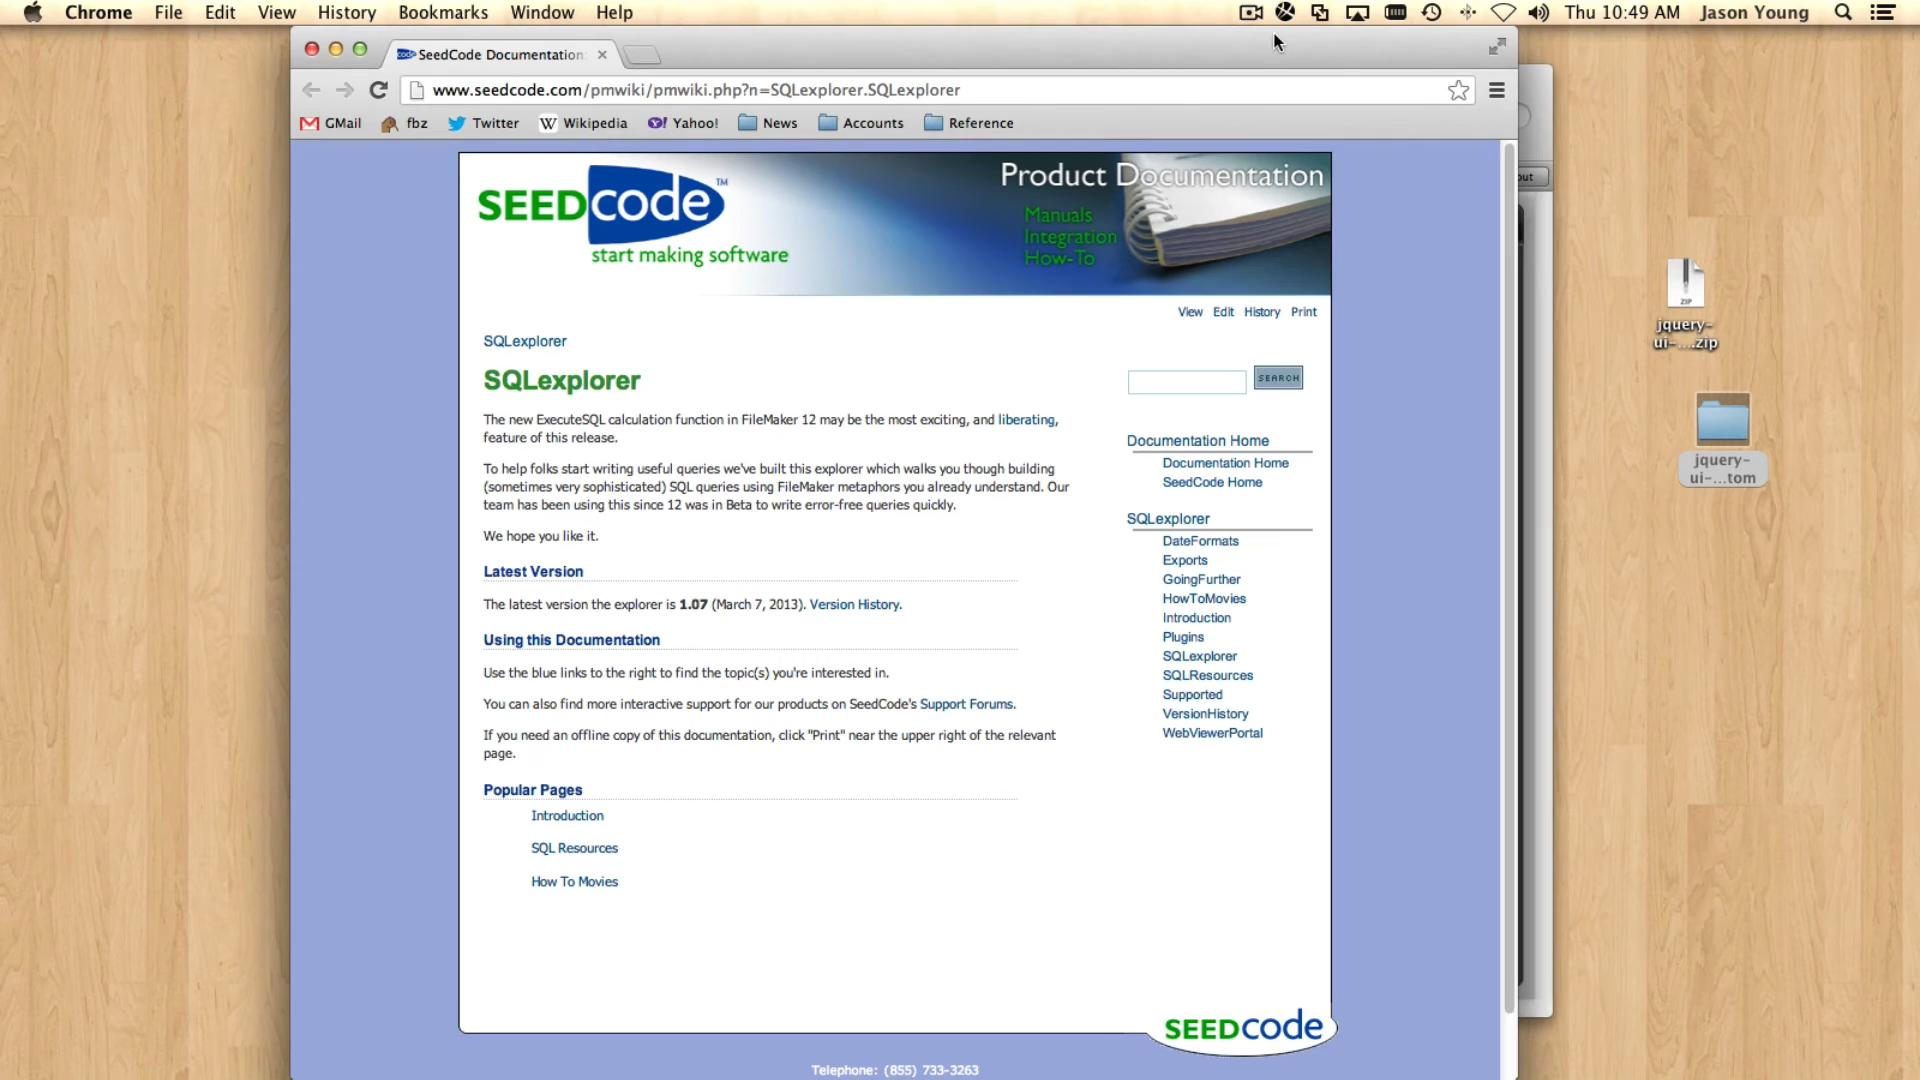 Chrome File Edit View History Bookmarks Window Help Thu 10:49 AM Jason Young
SeedCode Documentation
www.seedcode.com/pmwiki/pmwiki.php?n=SQLexplorer.SQLexplorer
GMail fbz Twitter W Wikipedia Yahoo! News Accounts Reference
SEEDcode™
start making software
Product Documentation
Manuals
Integration
How-To
View Edit History Print
SQLexplorer
SQLexplorer
The new ExecuteSQL calculation function in FileMaker 12 may be the most exciting, and liberating,
feature of this release.
To help folks start writing useful queries we've built this explorer which walks you though building
(sometimes very sophisticated) SQL queries using FileMaker metaphors you already understand. Our
team has been using this since 12 was in Beta to write error-free queries quickly.
We hope you like it.
Latest Version
The latest version the explorer is 1.07 (March 7, 2013). Version History.
Using this Documentation
Use the blue links to the right to find the topic(s) you're interested in.
You can also find more interactive support for our products on SeedCode's Support Forums.
If you need an offline copy of this documentation, click "Print" near the upper right of the relevant
page.
Popular Pages
Introduction
SQL Resources
How To Movies
SEARCH
Documentation Home
Documentation Home
SeedCode Home
SQLexplorer
DateFormats
Exports
GoingFurther
HowToMovies
Introduction
Plugins
SQLexplorer
SQLResources
Supported
VersionHistory
WebViewerPortal
SEEDcode
Telephone: (855) 733-3263
out
ZIP
jquery-
ui-....zip
jquery-
ui-...tom